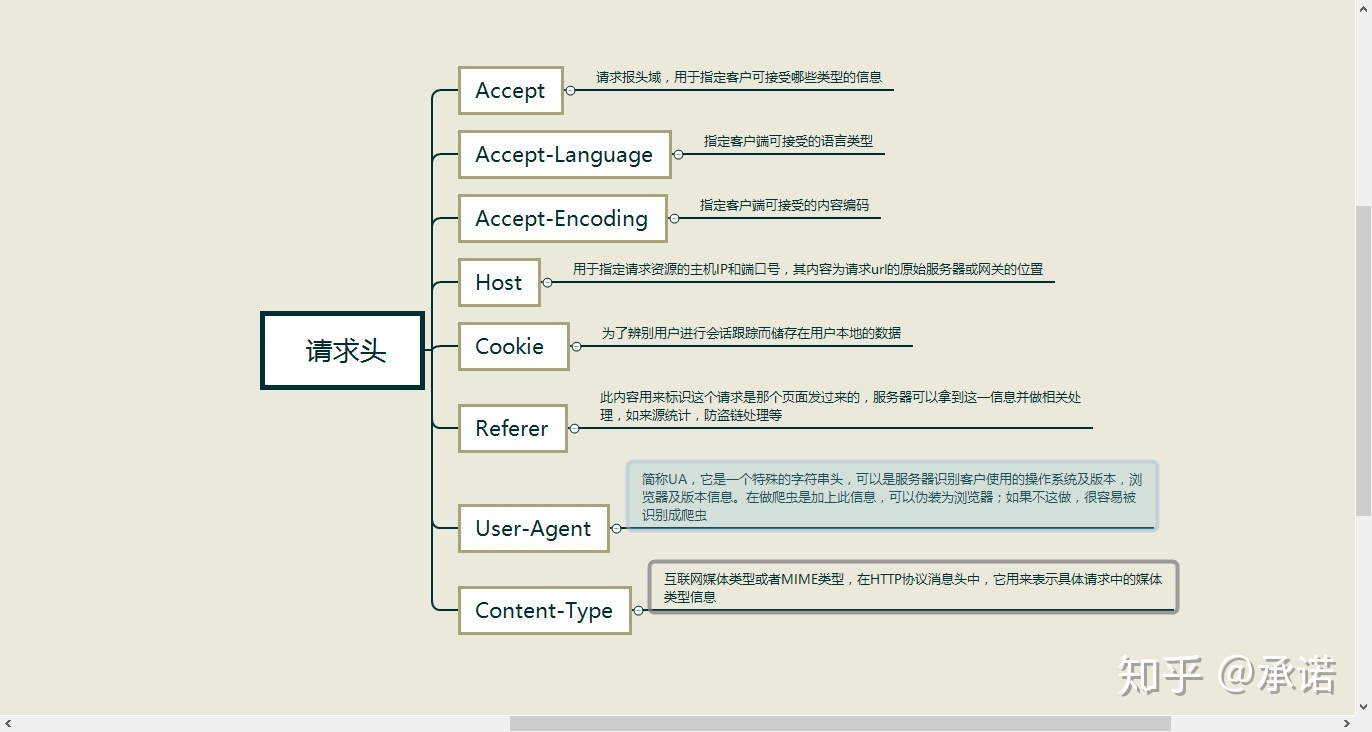 Accept
请求报头域，用于指定客户可接受哪些类型的信息
Accept-Language
指定客户端可接受的语言类型
Accept-Encoding
指定客户端可接受的内容编码
Host
用于指定请求资源的主机IP和端口号，其内容为请求url的原始服务器或网关的位置
请求头
Cookie
为了辨别用户进行会话跟踪而储存在用户本地的数据
Referer
此内容用来标识这个请求是那个页面发过来的，服务器可以拿到这一信息并做相关处
理，如来源统计，防盗链处理等
User-Agent
简称UA，它是一个特殊的字符串头，可以是服务器识别客户使用的操作系统及版本，浏
览器及版本信息。在做爬虫是加上此信息，可以伪装为浏览器；如果不这做，很容易被
识别成爬虫
Content-Type
互联网媒体类型或者MIME类型，在HTTP协议消息头中，它用来表示具体请求中的媒体
类型信息
知乎 @承诺